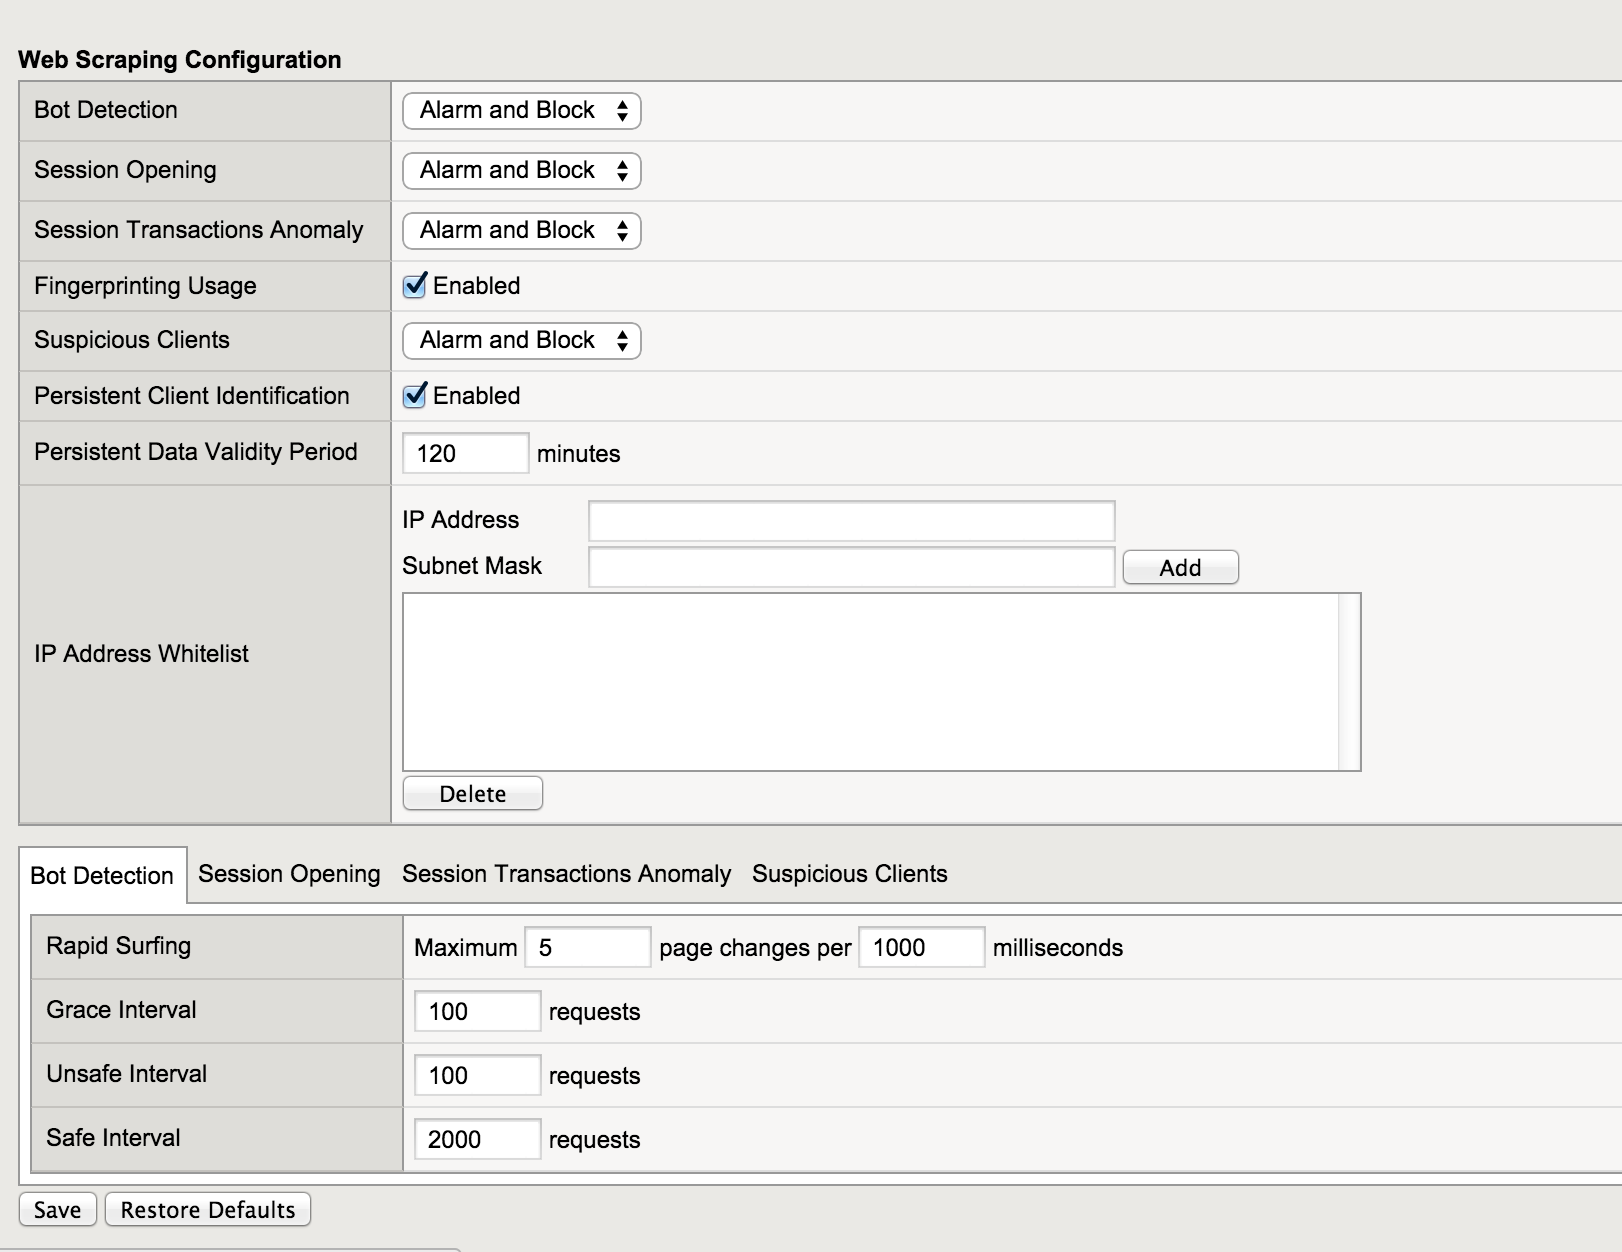 Web Scraping Configuration
Bot Detection Alarm and Block
Session Opening Alarm and Block
Session Transactions Anomaly Alarm and Block
Fingerprinting Usage Enabled
Suspicious Clients Alarm and Block
Persistent Client Identification Enabled
Persistent Data Validity Period 120 minutes
IP Address
Subnet Mask Add
IP Address Whitelist
Delete
Bot Detection Session Opening Session Transactions Anomaly Suspicious Clients
Rapid Surfing Maximum 5 page changes per 1000 milliseconds
Grace Interval 100 requests
Unsafe Interval 100 requests
Safe Interval 2000 requests
Save Restore Defaults